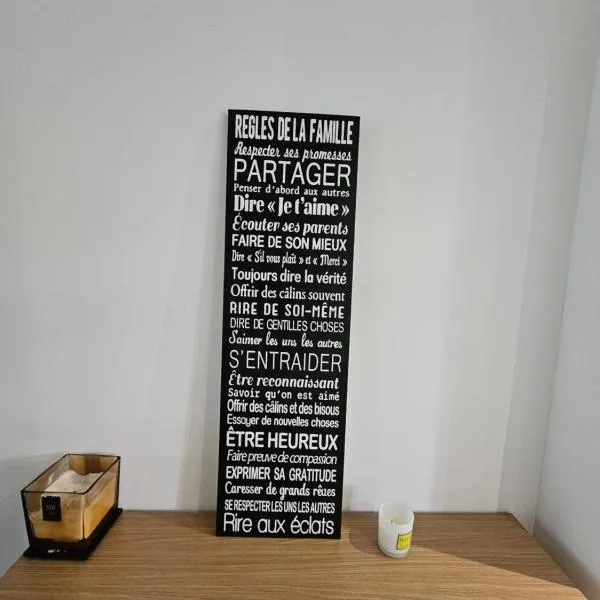 REGLES DE LA FAMILLE
Respecter ses promesses
PARTAGER
Penser d'abord aux autres
Dire « Je t'aime »
Écouter ses parents
FAIRE DE SON MIEUX
Dire « S'il vous plaît » et « Merci »
Toujours dire la vérité
Offrir des câlins souvent
RIRE DE SOI-MÊME
DIRE DE GENTILLES CHOSES
S'aimer les uns les autres
S'ENTRAIDER
Être reconnaissant
Savoir qu'on est aimé
Offrir des câlins et des bisous
Essayer de nouvelles choses
ÊTRE HEUREUX
Faire preuve de compassion
EXPRIMER SA GRATITUDE
Caresser de grands rêves
SE RESPECTER LES UNS LES AUTRES
Rire aux éclats